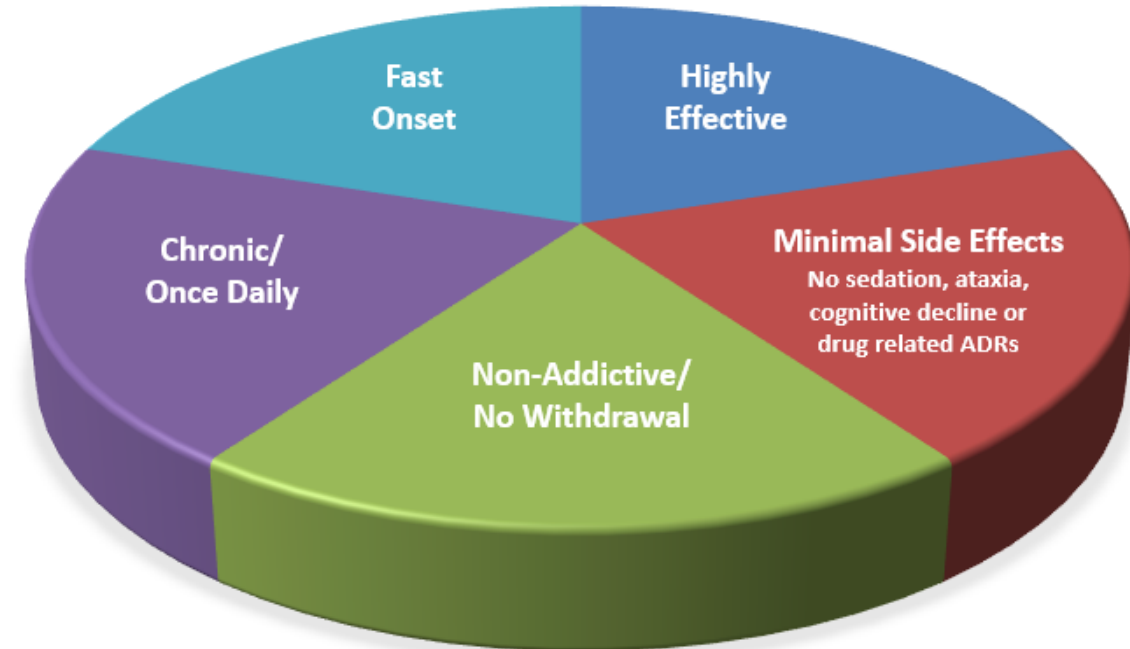 Fast
Onset
Highly
Effective
Chronic/
Once Daily
Minimal Side Effects
No sedation, ataxia,
cognitive decline or
drug related ADRs
Non-Addictive/
No Withdrawal